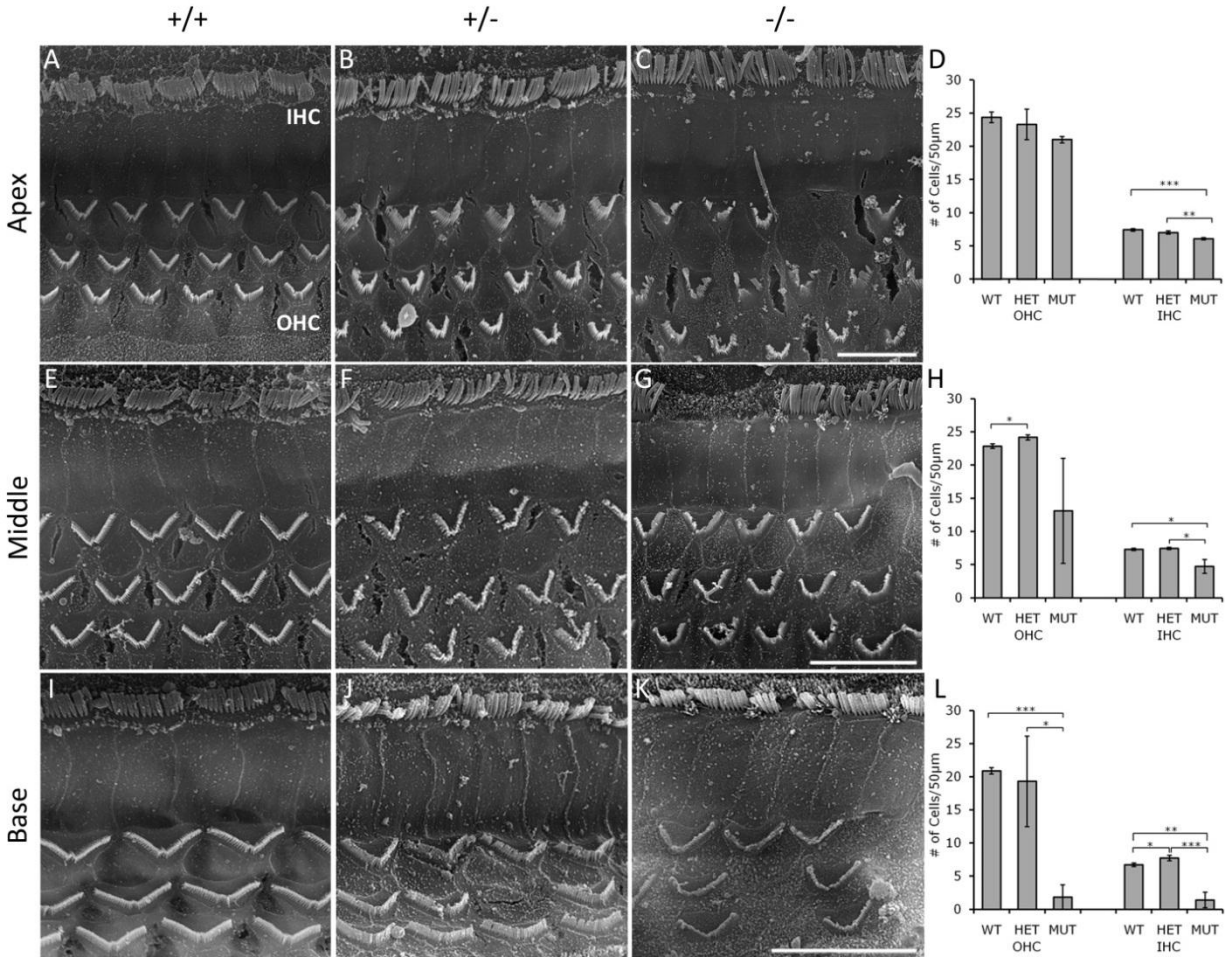 +/+ +/- -/-
Apex
A
IHC
OHC
B
C
D
# of Cells/50µm
30
25
20
15
10
5
0
***
**
WT HET MUT WT HET MUT
OHC IHC
Middle
E
F
G
H
# of Cells/50µm
30
25
20
15
10
5
0
*
*
*
WT HET MUT WT HET MUT
OHC IHC
Base
I
J
K
L
# of Cells/50µm
30
25
20
15
10
5
0
***
*
**
* ***
WT HET MUT WT HET MUT
OHC IHC